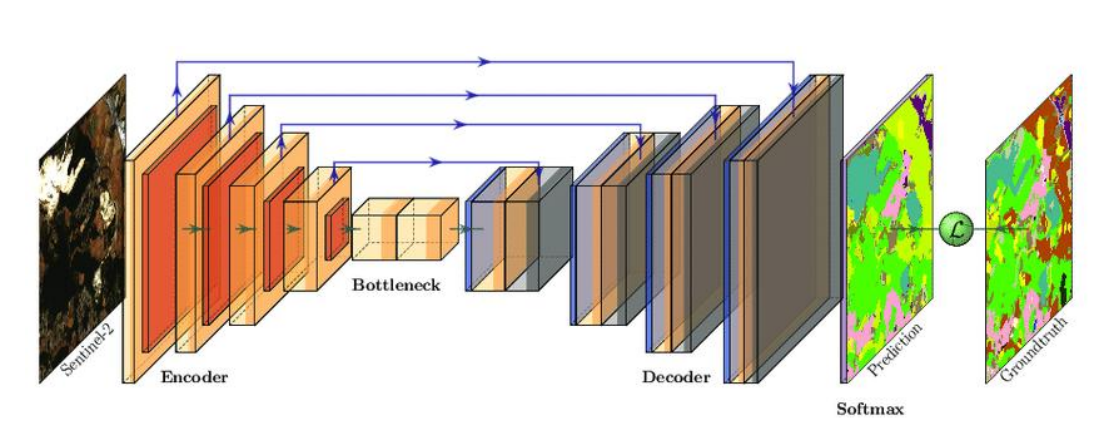 Sentinel-2
Encoder
Bottleneck
Decoder
Softmax
Prediction
ℒ
Groundtruth